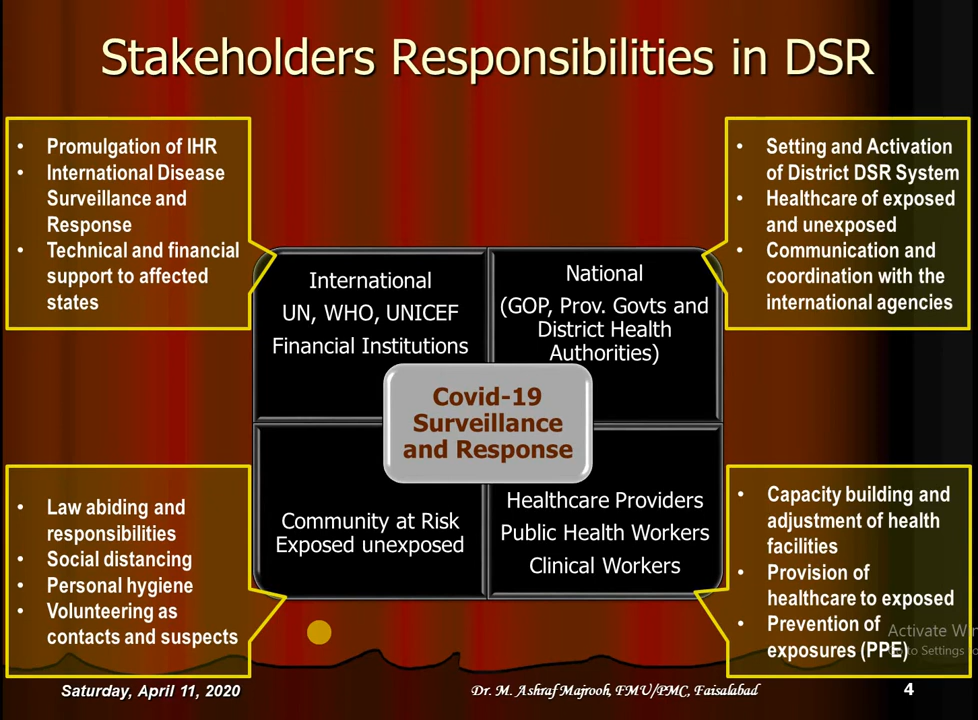 Stakeholders Responsibilities in DSR
• Promulgation of IHR
• International Disease
Surveillance and
Response
• Technical and financial
support to affected
states
• Setting and Activation
of District DSR System
• Healthcare of exposed
and unexposed
• Communication and
coordination with the
international agencies
International
UN, WHO, UNICEF
Financial Institutions
National
(GOP, Prov. Govts and
District Health
Authorities)
Covid-19
Surveillance
and Response
Community at Risk
Exposed unexposed
Healthcare Providers
Public Health Workers
Clinical Workers
• Law abiding and
responsibilities
• Social distancing
• Personal hygiene
• Volunteering as
contacts and suspects
• Capacity building and
adjustment of health
facilities
• Provision of
healthcare to exposed
• Prevention of
exposures (PPE)
Activate Win
to Settings
Saturday, April 11, 2020
Dr. M. Ashraf Majrooh, FMU/PMC, Faisalabad
4